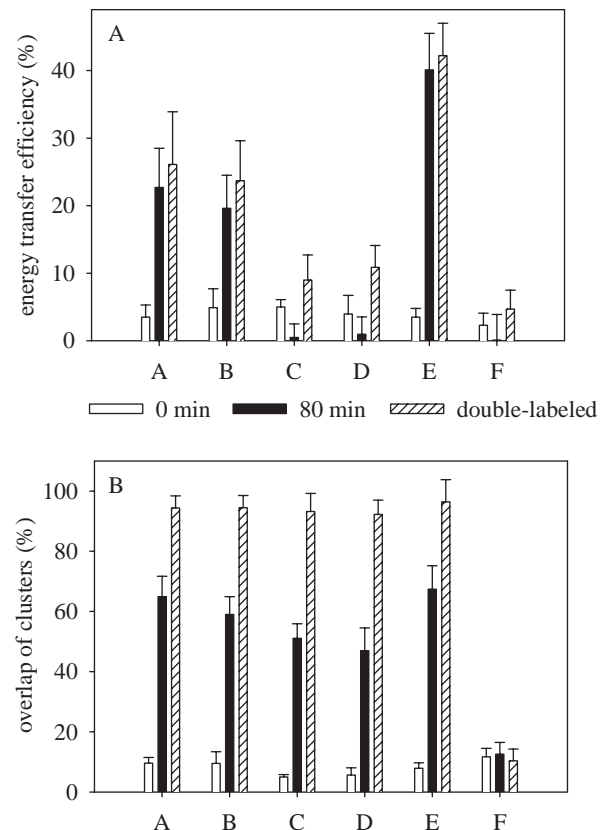 A
energy transfer efficiency (%)
40
30
20
10
0
A B C D E F
0 min 80 min double-labeled
B
overlap of clusters (%)
100
80
60
40
20
0
A B C D E F